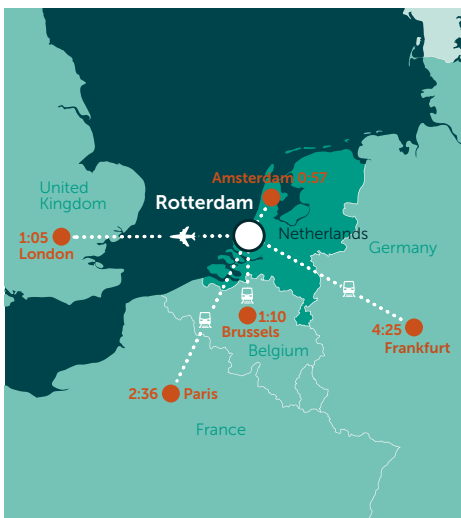 Amsterdam 0:57
United
Kingdom
Rotterdam
Netherlands
1:05
London
Germany
1:10
Brussels
Belgium
4:25
Frankfurt
2:36 Paris
France